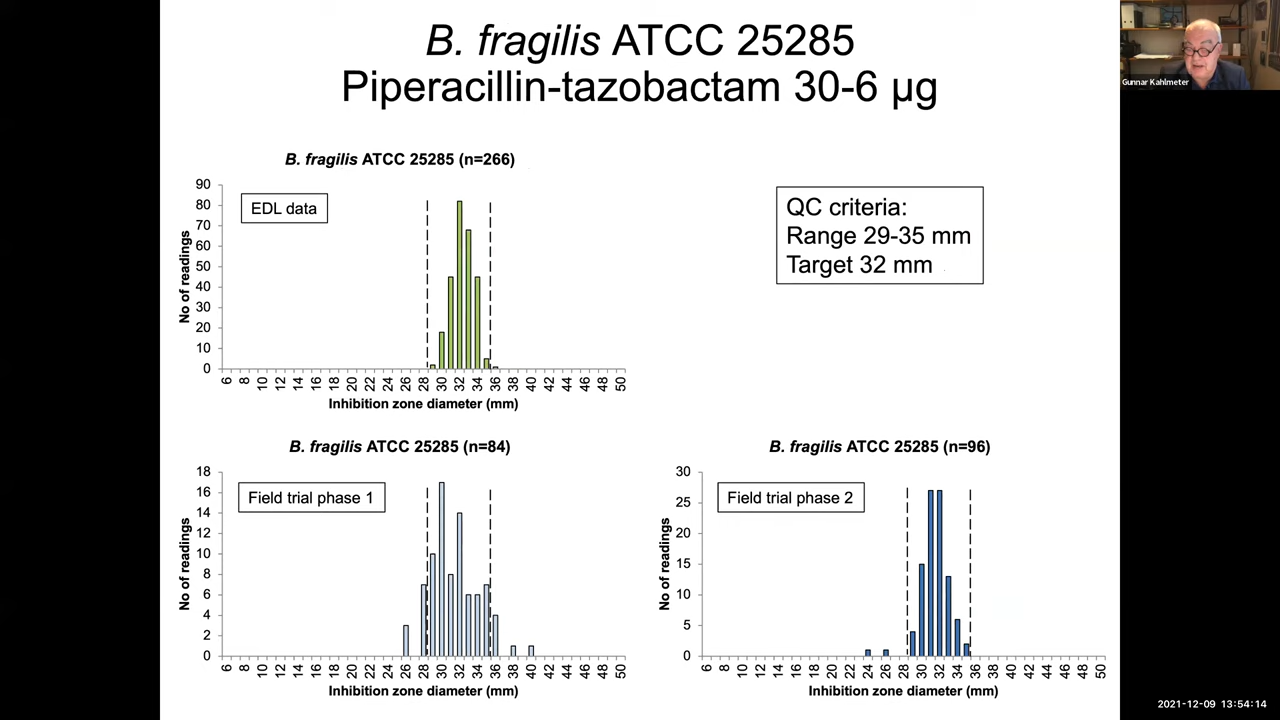 B. fragilis ATCC 25285
Piperacillin-tazobactam 30-6 µg
Gunnar Kahlmeter
B. fragilis ATCC 25285 (n=266)
EDL data
No of readings
90
80
70
60
50
40
30
20
10
0
6 8 10 12 14 16 18 20 22 24 26 28 30 32 34 36 38 40 42 44 46 48 50
Inhibition zone diameter (mm)
QC criteria:
Range 29-35 mm
Target 32 mm
B. fragilis ATCC 25285 (n=84)
Field trial phase 1
No of readings
18
16
14
12
10
8
6
4
2
0
6 8 10 12 14 16 18 20 22 24 26 28 30 32 34 36 38 40 42 44 46 48 50
Inhibition zone diameter (mm)
B. fragilis ATCC 25285 (n=96)
Field trial phase 2
No of readings
30
25
20
15
10
5
0
6 8 10 12 14 16 18 20 22 24 26 28 30 32 34 36 38 40 42 44 46 48 50
Inhibition zone diameter (mm)
2021-12-09 13:54:14